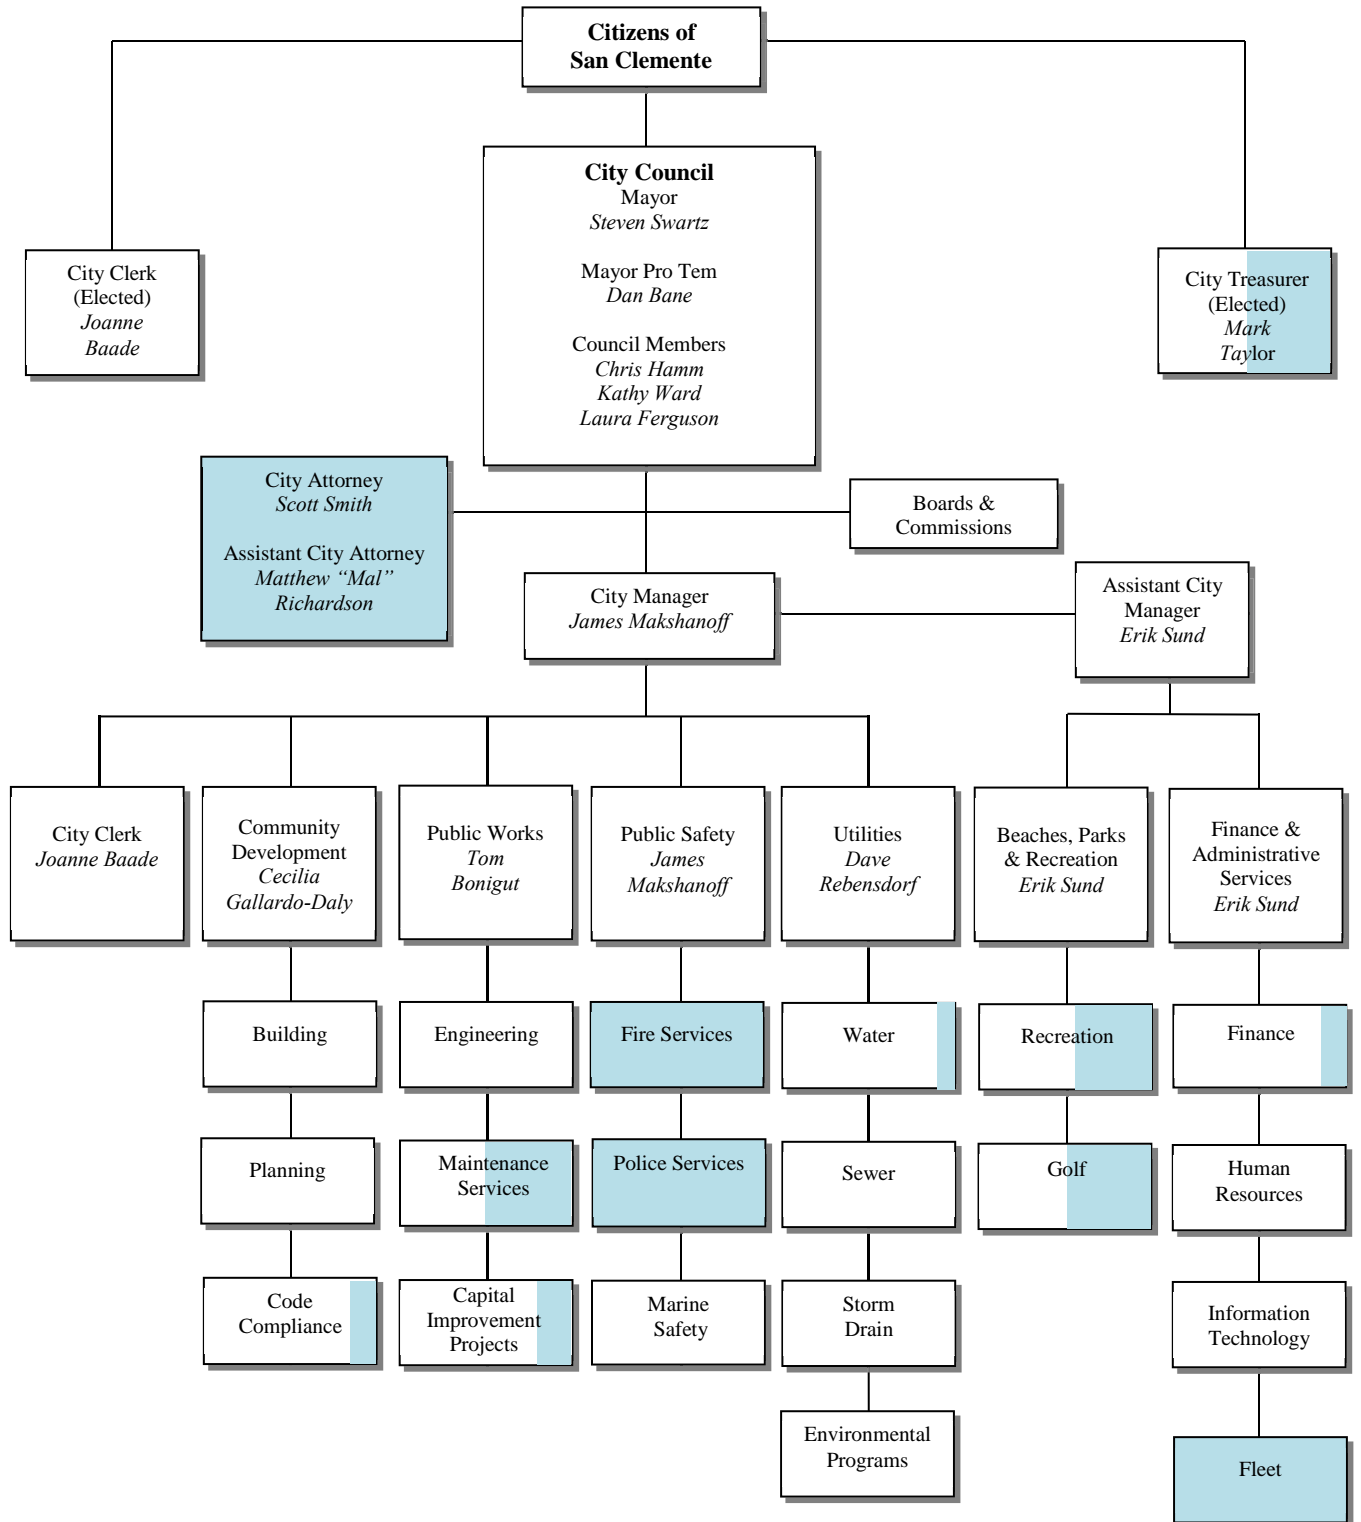 Citizens of
San Clemente
City Council
Mayor
Steven Swartz
Mayor Pro Tem
Dan Bane
Council Members
Chris Hamm
Kathy Ward
Laura Ferguson
City Clerk
(Elected)
Joanne
Baade
City Treasurer
(Elected)
Mark
Taylor
City Attorney
Scott Smith
Assistant City Attorney
Matthew “Mal”
Richardson
Boards &
Commissions
City Manager
James Makshanoff
Assistant City
Manager
Erik Sund
City Clerk
Joanne Baade
Community
Development
Cecilia
Gallardo-Daly
Public Works
Tom
Bonigut
Public Safety
James
Makshanoff
Utilities
Dave
Rebensdorf
Beaches, Parks
& Recreation
Erik Sund
Finance &
Administrative
Services
Erik Sund
Building
Engineering
Fire Services
Water
Recreation
Finance
Planning
Maintenance
Services
Police Services
Sewer
Golf
Human
Resources
Code
Compliance
Capital
Improvement
Projects
Marine
Safety
Storm
Drain
Information
Technology
Environmental
Programs
Fleet